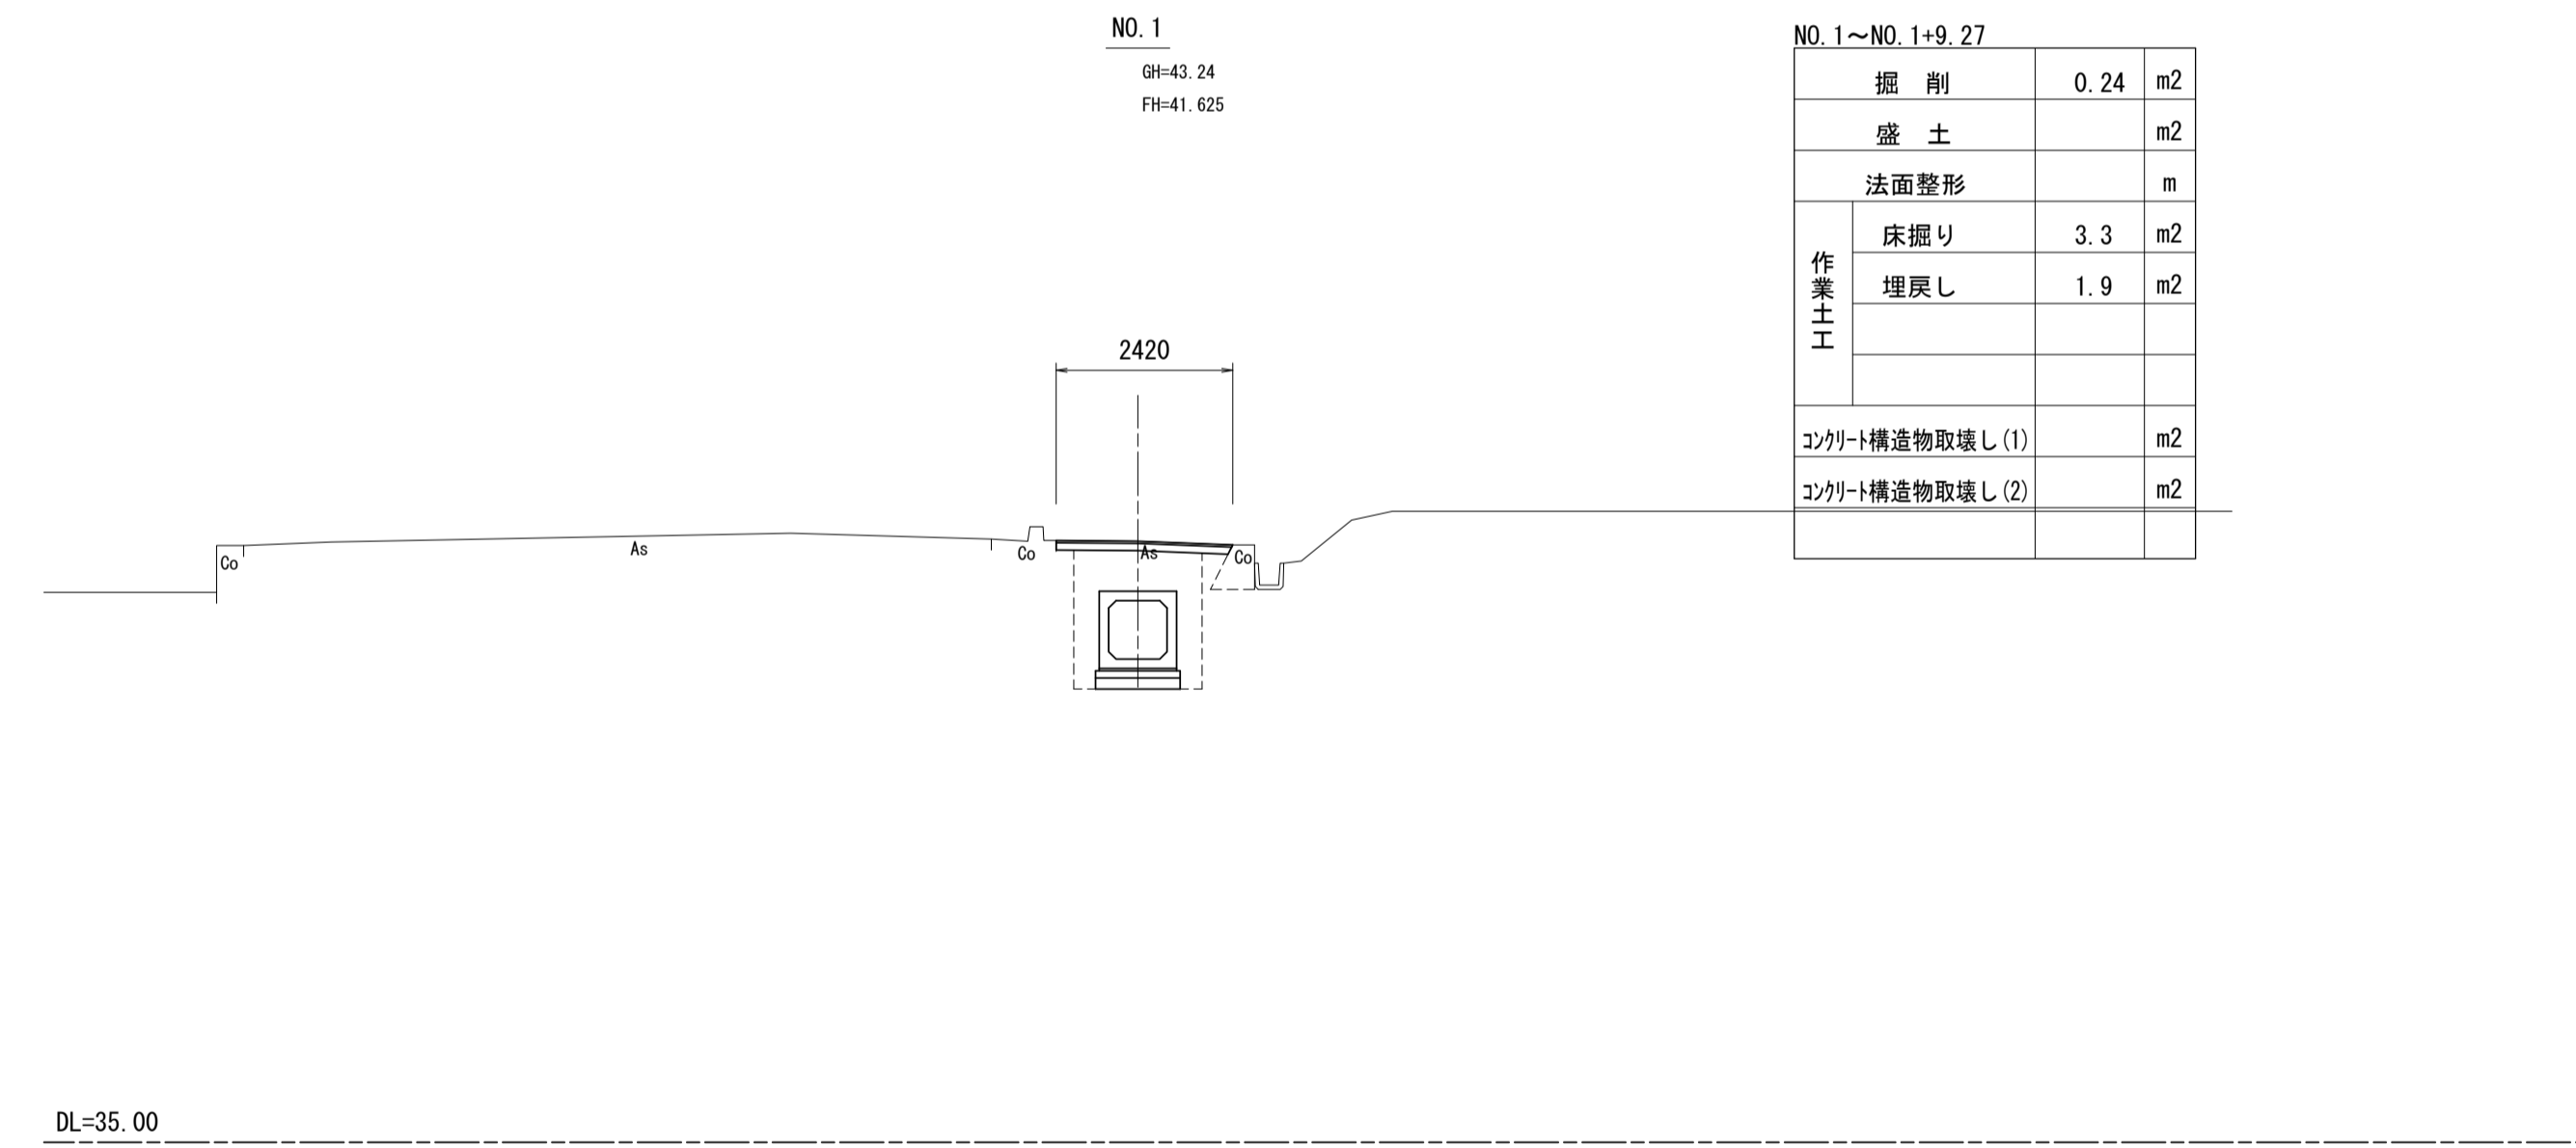 NO.1
GH=43.24
FH=41.625
NO.1～NO.1+9.27
掘 削 0.24 m2
盛 土 m2
法面整形 m
作業土工
床掘り 3.3 m2
埋戻し 1.9 m2
ｺﾝｸﾘｰﾄ構造物取壊し(1) m2
ｺﾝｸﾘｰﾄ構造物取壊し(2) m2
2420
Co
As
Co
As
Co
DL=35.00